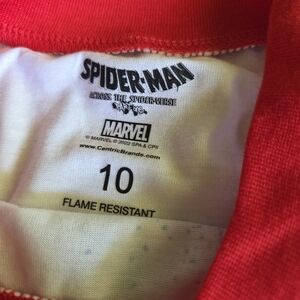 SPIDER-MAN
ACROSS THE SPIDER-VERSE
MARVEL
© MARVEL © 2022 SPA & CPII
www.CentricBrands.com
10
FLAME RESISTANT